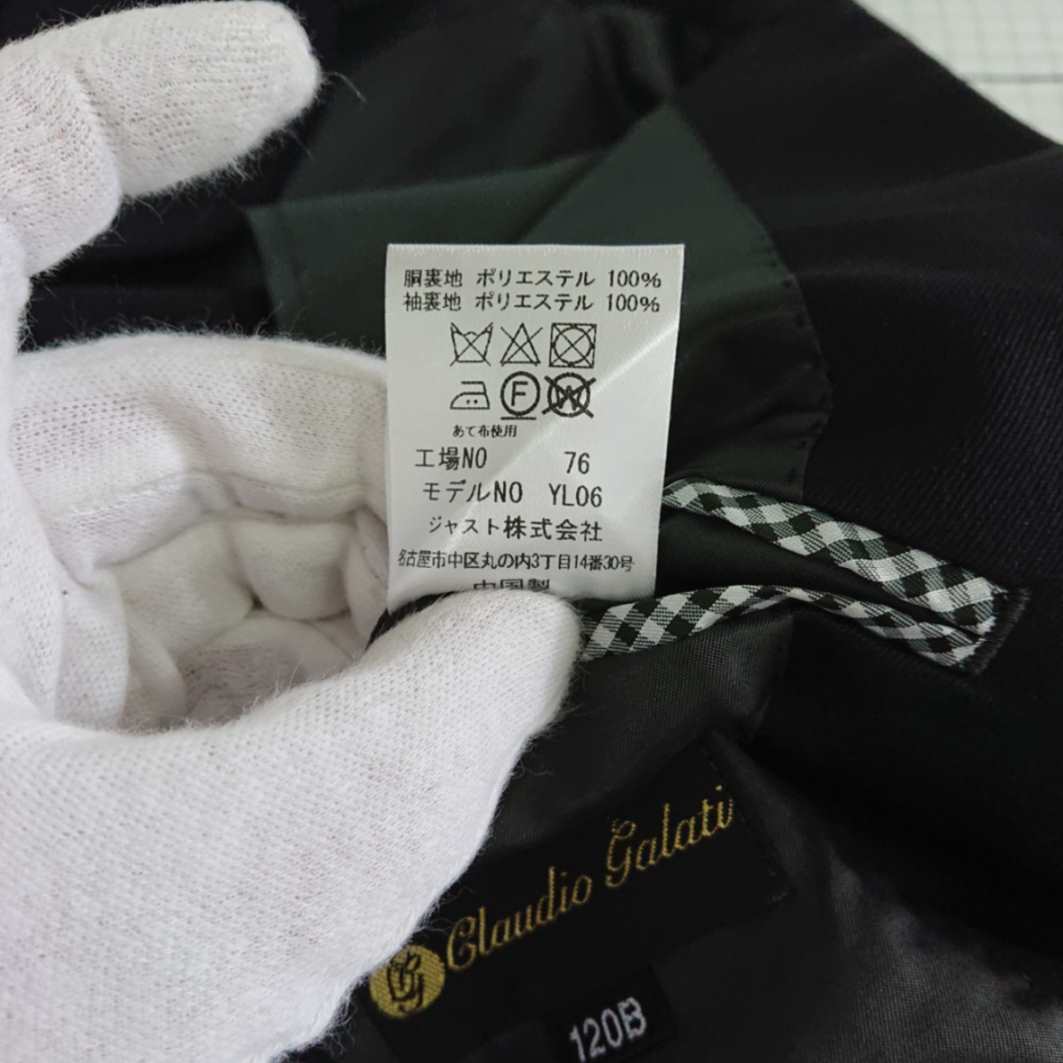 胴裏地 ポリエステル 100%
袖裏地 ポリエステル 100%
F
W
あて布使用
工場NO 76
モデルNO YL06
ジャスト株式会社
名古屋市中区丸の内3丁目14番30号
中国製
Claudio Galati
120B